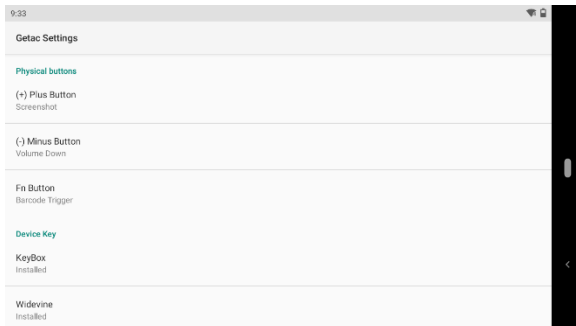 9:33
Getac Settings
Physical buttons
(+) Plus Button
Screenshot
(-) Minus Button
Volume Down
Fn Button
Barcode Trigger
Device Key
KeyBox
Installed
Widevine
Installed